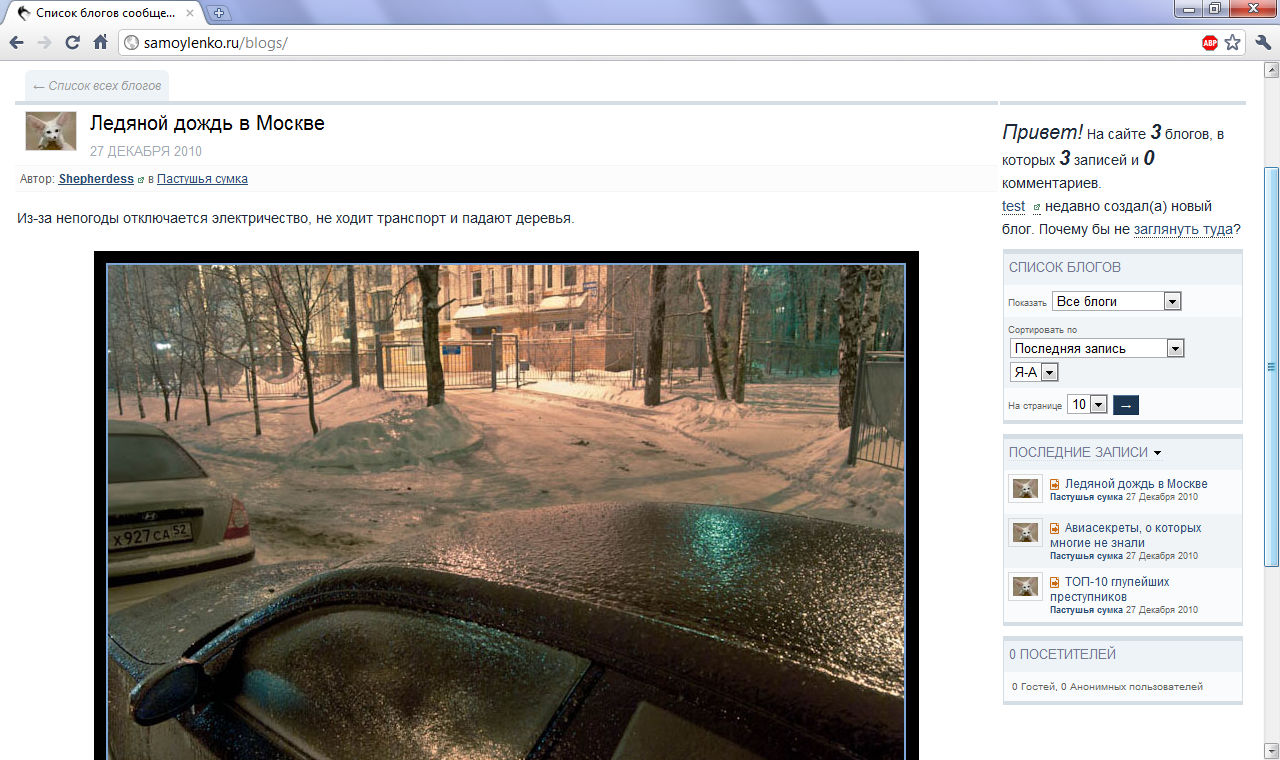 Список блогов сообще...
samoylenko.ru/blogs/
ABP
← Список всех блогов
Ледяной дождь в Москве
27 ДЕКАБРЯ 2010
Автор: Shepherdess в Пастушья сумка
Из-за непогоды отключается электричество, не ходит транспорт и падают деревья.
х927СА 52
Привет! На сайте 3 блогов, в
которых 3 записей и 0
комментариев.
test недавно создал(а) новый
блог. Почему бы не заглянуть туда?
СПИСОК БЛОГОВ
Показать Все блоги
Сортировать по
Последняя запись
Я-А
На странице 10 →
ПОСЛЕДНИЕ ЗАПИСИ
Ледяной дождь в Москве
Пастушья сумка 27 Декабря 2010
Авиасекреты, о которых
многие не знали
Пастушья сумка 27 Декабря 2010
ТОП-10 глупейших
преступников
Пастушья сумка 27 Декабря 2010
0 ПОСЕТИТЕЛЕЙ
0 Гостей, 0 Анонимных пользователей